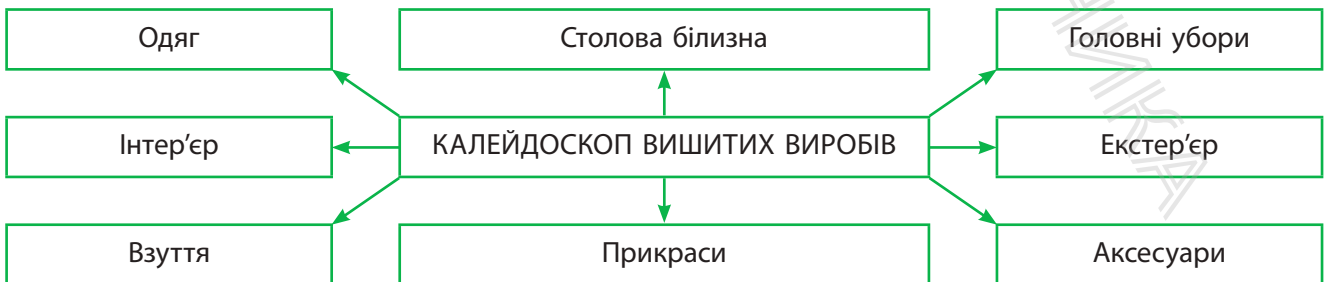 Одяг
Столова білизна
Головні убори
Інтер’єр
КАЛЕЙДОСКОП ВИШИТИХ ВИРОБІВ
Екстер’єр
Взуття
Прикраси
Аксесуари